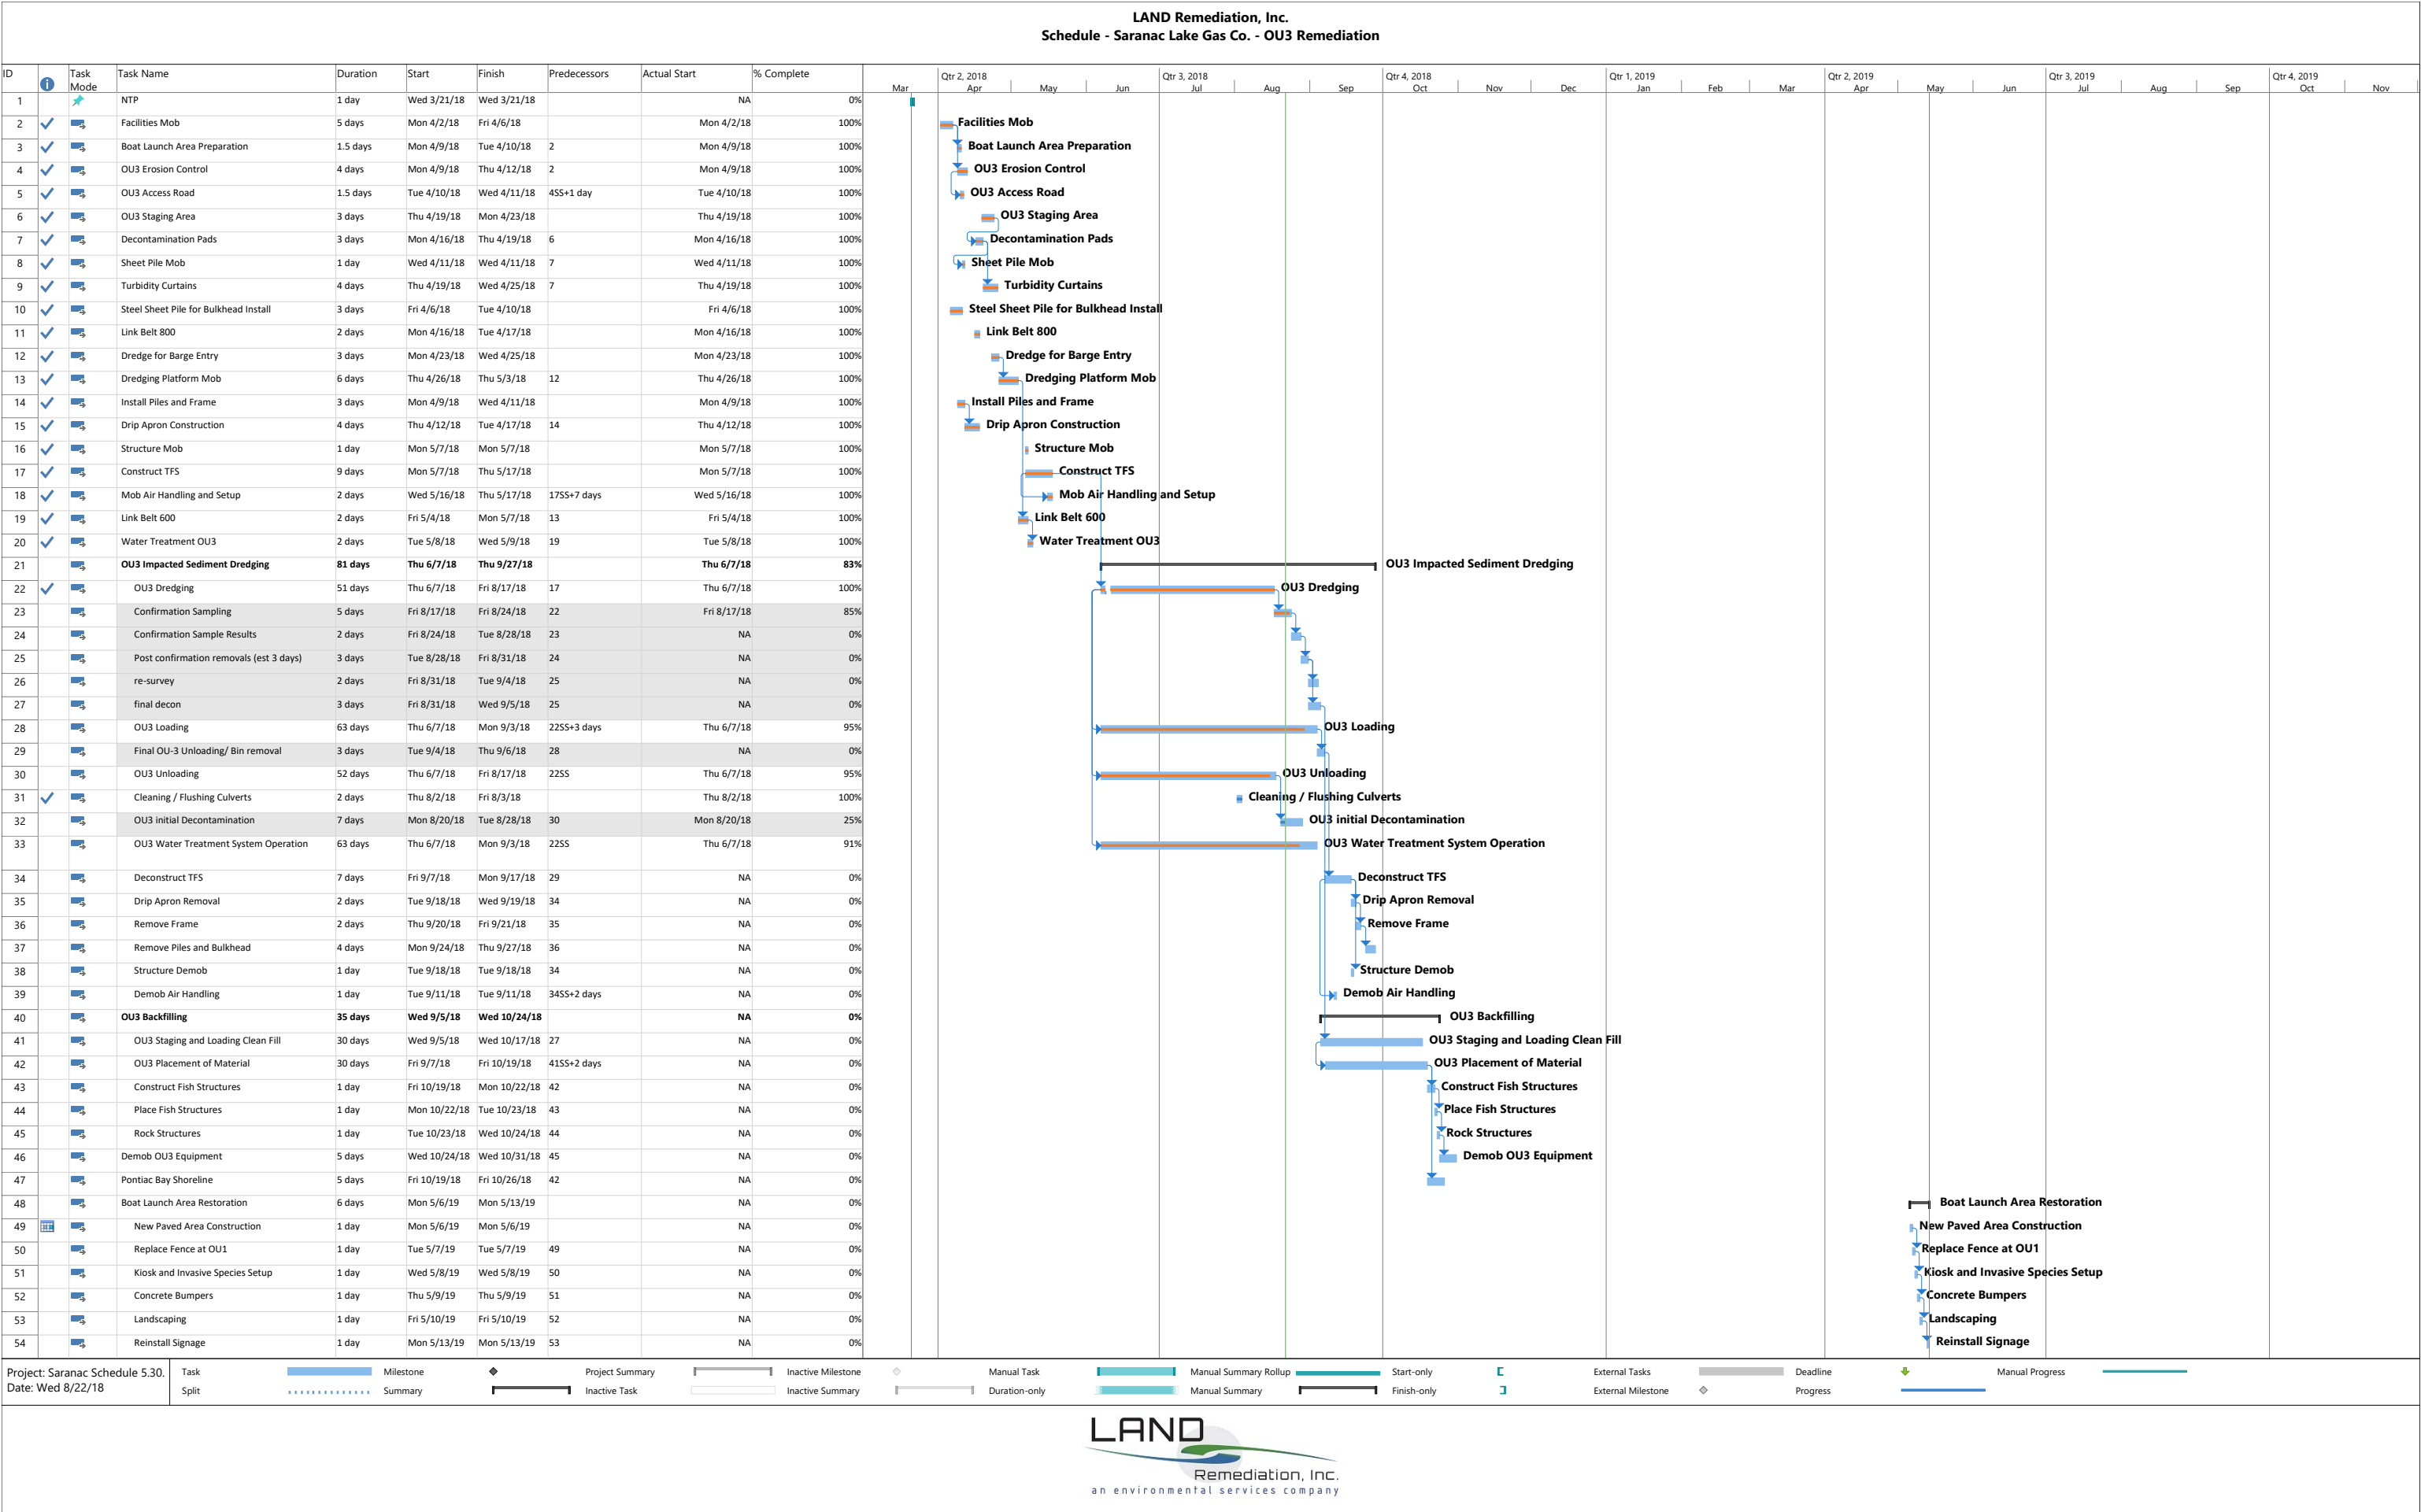 LAND Remediation, Inc.
Schedule - Saranac Lake Gas Co. - OU3 Remediation
ID Task Mode Task Name Duration Start Finish Predecessors Actual Start % Complete
Qtr 2, 2018 Qtr 3, 2018 Qtr 4, 2018 Qtr 1, 2019 Qtr 2, 2019 Qtr 3, 2019 Qtr 4, 2019
Mar Apr May Jun Jul Aug Sep Oct Nov Dec Jan Feb Mar Apr May Jun Jul Aug Sep Oct Nov
1 NTP 1 day Wed 3/21/18 Wed 3/21/18 NA 0%
2 Facilities Mob 5 days Mon 4/2/18 Fri 4/6/18 Mon 4/2/18 100% Facilities Mob
3 Boat Launch Area Preparation 1.5 days Mon 4/9/18 Tue 4/10/18 2 Mon 4/9/18 100% Boat Launch Area Preparation
4 OU3 Erosion Control 4 days Mon 4/9/18 Thu 4/12/18 2 Mon 4/9/18 100% OU3 Erosion Control
5 OU3 Access Road 1.5 days Tue 4/10/18 Wed 4/11/18 4SS+1 day Tue 4/10/18 100% OU3 Access Road
6 OU3 Staging Area 3 days Thu 4/19/18 Mon 4/23/18 Thu 4/19/18 100% OU3 Staging Area
7 Decontamination Pads 3 days Mon 4/16/18 Thu 4/19/18 6 Mon 4/16/18 100% Decontamination Pads
8 Sheet Pile Mob 1 day Wed 4/11/18 Wed 4/11/18 7 Wed 4/11/18 100% Sheet Pile Mob
9 Turbidity Curtains 4 days Thu 4/19/18 Wed 4/25/18 7 Thu 4/19/18 100% Turbidity Curtains
10 Steel Sheet Pile for Bulkhead Install 3 days Fri 4/6/18 Tue 4/10/18 Fri 4/6/18 100% Steel Sheet Pile for Bulkhead Install
11 Link Belt 800 2 days Mon 4/16/18 Tue 4/17/18 Mon 4/16/18 100% Link Belt 800
12 Dredge for Barge Entry 3 days Mon 4/23/18 Wed 4/25/18 Mon 4/23/18 100% Dredge for Barge Entry
13 Dredging Platform Mob 6 days Thu 4/26/18 Thu 5/3/18 12 Thu 4/26/18 100% Dredging Platform Mob
14 Install Piles and Frame 3 days Mon 4/9/18 Wed 4/11/18 Mon 4/9/18 100% Install Piles and Frame
15 Drip Apron Construction 4 days Thu 4/12/18 Tue 4/17/18 14 Thu 4/12/18 100% Drip Apron Construction
16 Structure Mob 1 day Mon 5/7/18 Mon 5/7/18 Mon 5/7/18 100% Structure Mob
17 Construct TFS 9 days Mon 5/7/18 Thu 5/17/18 Mon 5/7/18 100% Construct TFS
18 Mob Air Handling and Setup 2 days Wed 5/16/18 Thu 5/17/18 17SS+7 days Wed 5/16/18 100% Mob Air Handling and Setup
19 Link Belt 600 2 days Fri 5/4/18 Mon 5/7/18 13 Fri 5/4/18 100% Link Belt 600
20 Water Treatment OU3 2 days Tue 5/8/18 Wed 5/9/18 19 Tue 5/8/18 100% Water Treatment OU3
21 OU3 Impacted Sediment Dredging 81 days Thu 6/7/18 Thu 9/27/18 Thu 6/7/18 83% OU3 Impacted Sediment Dredging
22 OU3 Dredging 51 days Thu 6/7/18 Fri 8/17/18 17 Thu 6/7/18 100% OU3 Dredging
23 Confirmation Sampling 5 days Fri 8/17/18 Fri 8/24/18 22 Fri 8/17/18 85%
24 Confirmation Sample Results 2 days Fri 8/24/18 Tue 8/28/18 23 NA 0%
25 Post confirmation removals (est 3 days) 3 days Tue 8/28/18 Fri 8/31/18 24 NA 0%
26 re-survey 2 days Fri 8/31/18 Tue 9/4/18 25 NA 0%
27 final decon 3 days Fri 8/31/18 Wed 9/5/18 25 NA 0%
28 OU3 Loading 63 days Thu 6/7/18 Mon 9/3/18 22SS+3 days Thu 6/7/18 95% OU3 Loading
29 Final OU-3 Unloading/ Bin removal 3 days Tue 9/4/18 Thu 9/6/18 28 NA 0%
30 OU3 Unloading 52 days Thu 6/7/18 Fri 8/17/18 22SS Thu 6/7/18 95% OU3 Unloading
31 Cleaning / Flushing Culverts 2 days Thu 8/2/18 Fri 8/3/18 Thu 8/2/18 100% Cleaning / Flushing Culverts
32 OU3 initial Decontamination 7 days Mon 8/20/18 Tue 8/28/18 30 Mon 8/20/18 25% OU3 initial Decontamination
33 OU3 Water Treatment System Operation 63 days Thu 6/7/18 Mon 9/3/18 22SS Thu 6/7/18 91% OU3 Water Treatment System Operation
34 Deconstruct TFS 7 days Fri 9/7/18 Mon 9/17/18 29 NA 0% Deconstruct TFS
35 Drip Apron Removal 2 days Tue 9/18/18 Wed 9/19/18 34 NA 0% Drip Apron Removal
36 Remove Frame 2 days Thu 9/20/18 Fri 9/21/18 35 NA 0% Remove Frame
37 Remove Piles and Bulkhead 4 days Mon 9/24/18 Thu 9/27/18 36 NA 0%
38 Structure Demob 1 day Tue 9/18/18 Tue 9/18/18 34 NA 0% Structure Demob
39 Demob Air Handling 1 day Tue 9/11/18 Tue 9/11/18 34SS+2 days NA 0% Demob Air Handling
40 OU3 Backfilling 35 days Wed 9/5/18 Wed 10/24/18 NA 0% OU3 Backfilling
41 OU3 Staging and Loading Clean Fill 30 days Wed 9/5/18 Wed 10/17/18 27 NA 0% OU3 Staging and Loading Clean Fill
42 OU3 Placement of Material 30 days Fri 9/7/18 Fri 10/19/18 41SS+2 days NA 0% OU3 Placement of Material
43 Construct Fish Structures 1 day Fri 10/19/18 Mon 10/22/18 42 NA 0% Construct Fish Structures
44 Place Fish Structures 1 day Mon 10/22/18 Tue 10/23/18 43 NA 0% Place Fish Structures
45 Rock Structures 1 day Tue 10/23/18 Wed 10/24/18 44 NA 0% Rock Structures
46 Demob OU3 Equipment 5 days Wed 10/24/18 Wed 10/31/18 45 NA 0% Demob OU3 Equipment
47 Pontiac Bay Shoreline 5 days Fri 10/19/18 Fri 10/26/18 42 NA 0%
48 Boat Launch Area Restoration 6 days Mon 5/6/19 Mon 5/13/19 NA 0% Boat Launch Area Restoration
49 New Paved Area Construction 1 day Mon 5/6/19 Mon 5/6/19 NA 0% New Paved Area Construction
50 Replace Fence at OU1 1 day Tue 5/7/19 Tue 5/7/19 49 NA 0% Replace Fence at OU1
51 Kiosk and Invasive Species Setup 1 day Wed 5/8/19 Wed 5/8/19 50 NA 0% Kiosk and Invasive Species Setup
52 Concrete Bumpers 1 day Thu 5/9/19 Thu 5/9/19 51 NA 0% Concrete Bumpers
53 Landscaping 1 day Fri 5/10/19 Fri 5/10/19 52 NA 0% Landscaping
54 Reinstall Signage 1 day Mon 5/13/19 Mon 5/13/19 53 NA 0% Reinstall Signage
Project: Saranac Schedule 5.30.
Date: Wed 8/22/18
Task Milestone Project Summary Inactive Milestone Manual Task Manual Summary Rollup Start-only External Tasks Deadline Manual Progress
Split Summary Inactive Task Inactive Summary Duration-only Manual Summary Finish-only External Milestone Progress
LAND
Remediation, Inc.
an environmental services company